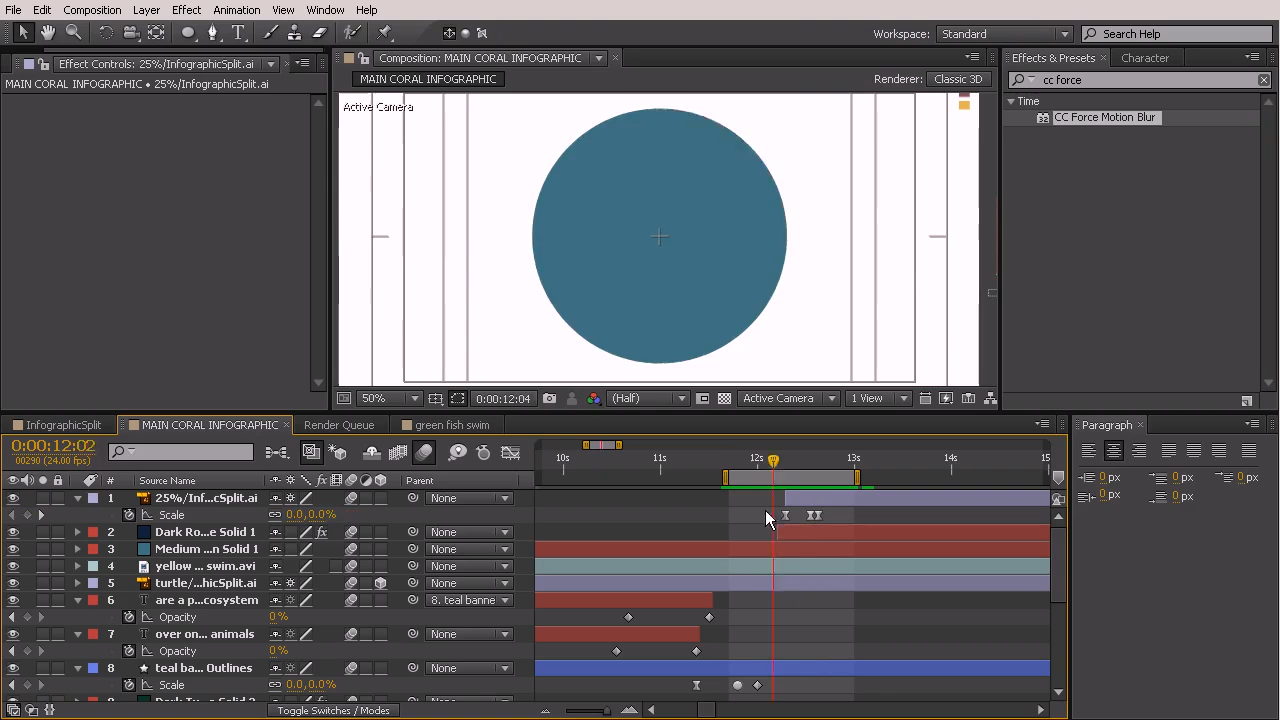 File Edit Composition Layer Effect Animation View Window Help
Workspace: Standard Search Help
Effect Controls: 25%/InfographicSplit.ai
MAIN CORAL INFOGRAPHIC • 25%/InfographicSplit.ai
Composition: MAIN CORAL INFOGRAPHIC
MAIN CORAL INFOGRAPHIC
Renderer: Classic 3D
Active Camera
50% 0:00:12:04 (Half) Active Camera 1 View
Effects & Presets Character
cc force
Time
CC Force Motion Blur
InfographicSplit MAIN CORAL INFOGRAPHIC Render Queue green fish swim
0:00:12:02
00290 (24.00 fps)
10s 11s 12s 13s 14s 15
# Source Name Parent
1 25%/Inf...cSplit.ai None
Scale 0.0,0.0%
2 Dark Ro...e Solid 1 None
3 Medium ...n Solid 1 None
4 yellow ... swim.avi None
5 turtle/...hicSplit.ai None
6 are a p...cosystem 8. teal banne
Opacity 0%
7 over on... animals None
Opacity 0%
8 teal ba... Outlines None
Scale 0.0,0.0%
Toggle Switches / Modes
Paragraph
0 px 0 px 0 px
0 px 0 px